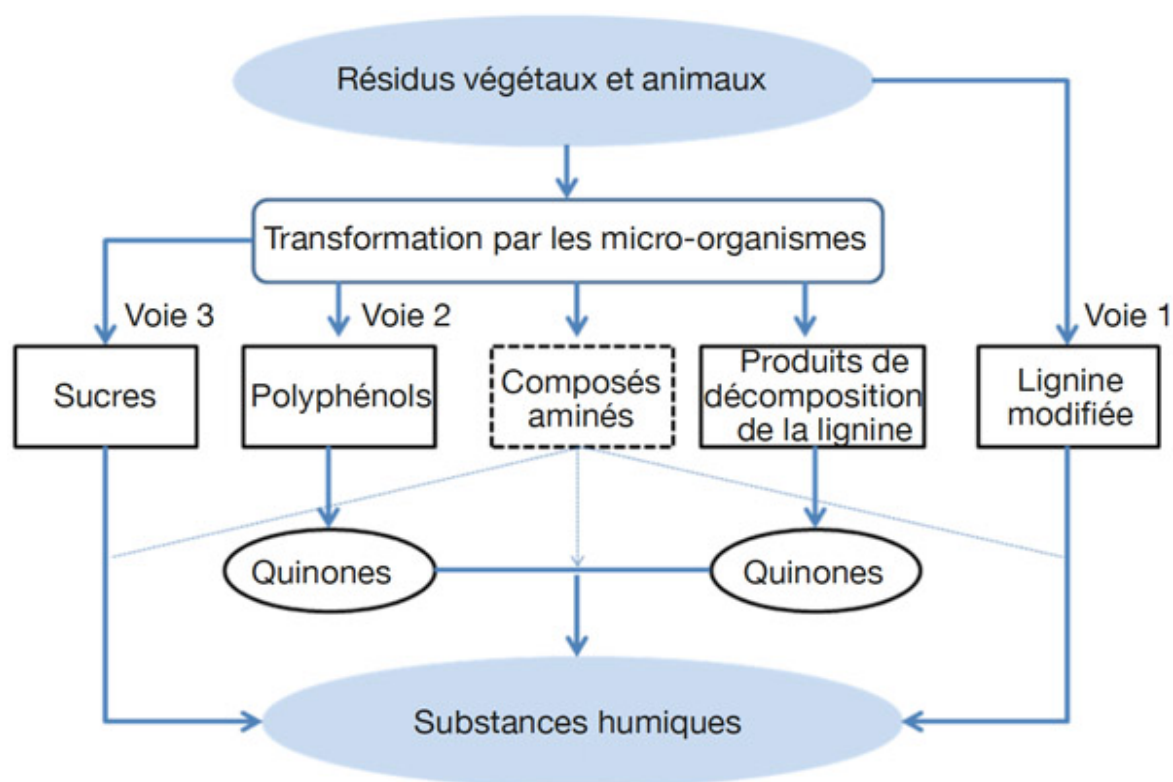 Résidus végétaux et animaux
Transformation par les micro-organismes
Voie 3
Voie 2
Voie 1
Sucres
Polyphénols
Composés
aminés
Produits de
décomposition
de la lignine
Lignine
modifiée
Quinones
Quinones
Substances humiques